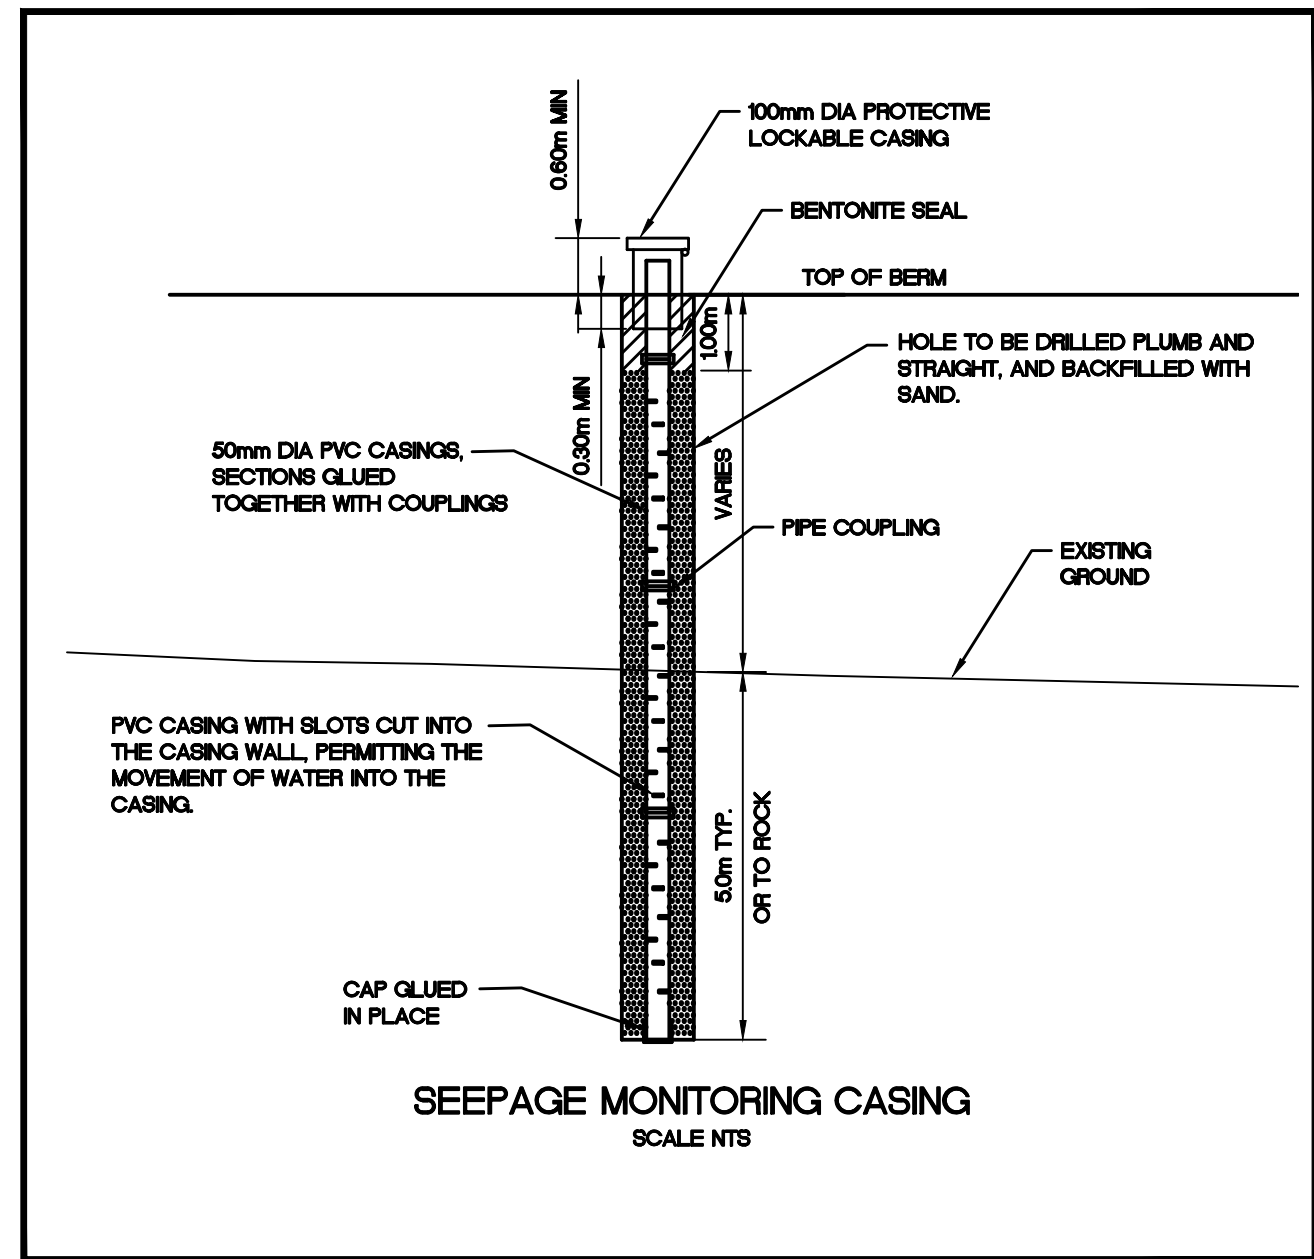 0.60m MIN
100mm DIA PROTECTIVE
LOCKABLE CASING
BENTONITE SEAL
TOP OF BERM
1.00m
HOLE TO BE DRILLED PLUMB AND
STRAIGHT, AND BACKFILLED WITH
SAND.
0.30m MIN
50mm DIA PVC CASINGS,
SECTIONS GLUED
TOGETHER WITH COUPLINGS
VARIES
PIPE COUPLING
EXISTING
GROUND
PVC CASING WITH SLOTS CUT INTO
THE CASING WALL, PERMITTING THE
MOVEMENT OF WATER INTO THE
CASING.
5.0m TYP.
OR TO ROCK
CAP GLUED
IN PLACE
SEEPAGE MONITORING CASING
SCALE NTS